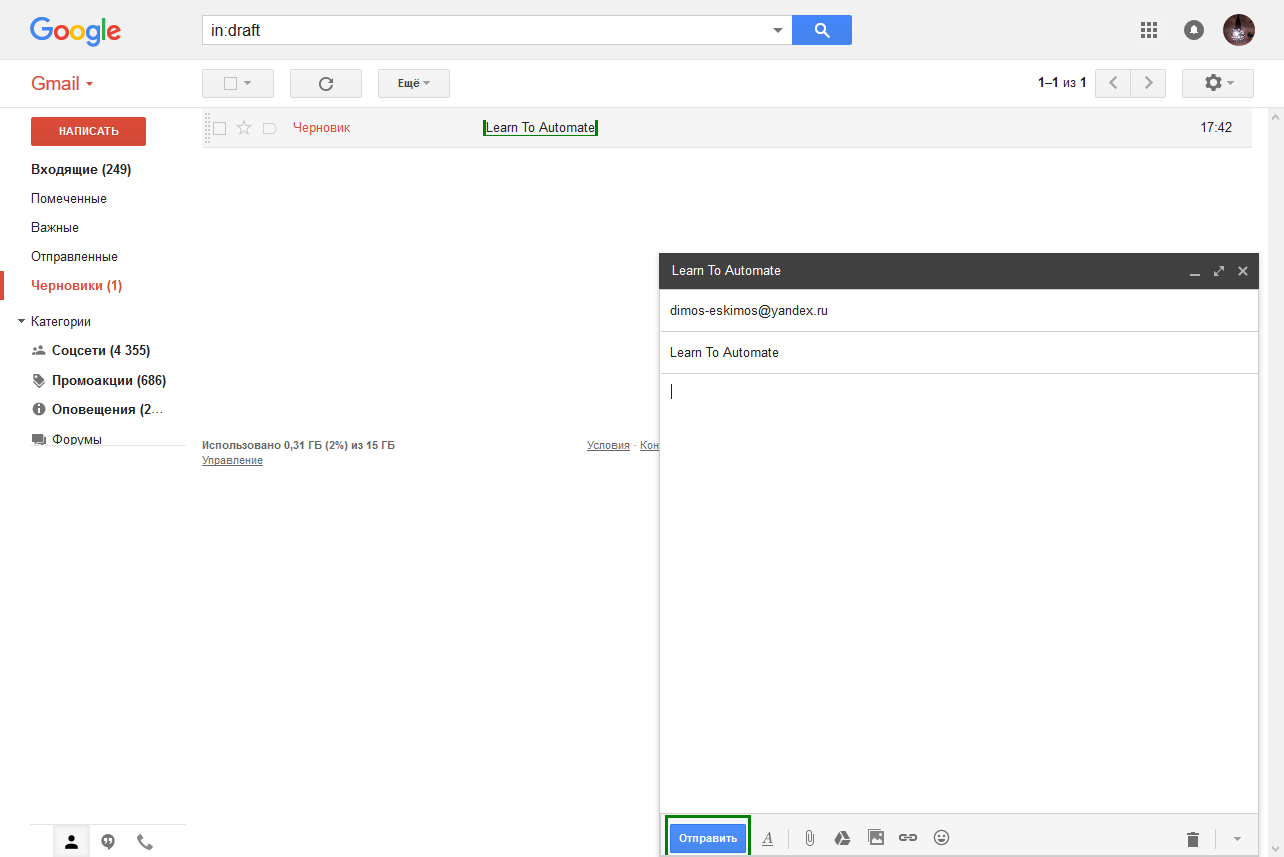 Google
in:draft
Gmail
Ещё
1–1 из 1
НАПИСАТЬ
Черновик
Learn To Automate
17:42
Входящие (249)
Помеченные
Важные
Отправленные
Черновики (1)
Категории
Соцсети (4 355)
Промоакции (686)
Оповещения (2…
Форумы
Использовано 0,31 ГБ (2%) из 15 ГБ
Управление
Условия - Кон
Learn To Automate
dimos-eskimos@yandex.ru
Learn To Automate
Отправить
A